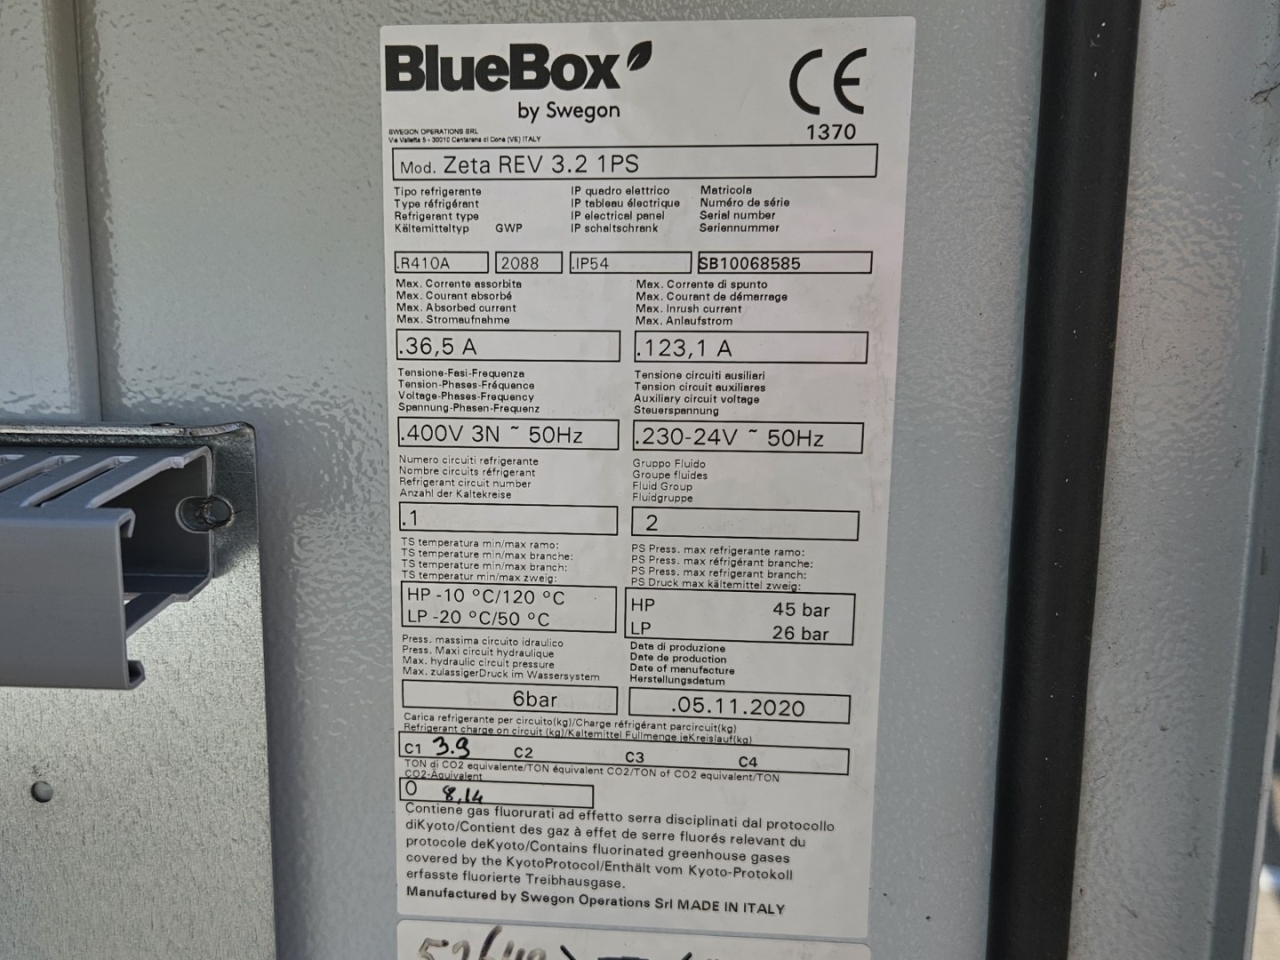 BlueBox
by Swegon
CE
1370
SWEGON OPERATIONS SRL
Via Valletta 5 - 30010 Cantarana di Cona (VE) ITALY
Mod. Zeta REV 3.2 1PS
Tipo refrigerante
Type réfrigérant
Refrigerant type
Kältemitteltyp GWP
IP quadro elettrico
IP tableau électrique
IP electrical panel
IP schaltschrank
Matricola
Numéro de série
Serial number
Seriennummer
.R410A 2088 .IP54 SB10068585
Max. Corrente assorbita
Max. Courant absorbé
Max. Absorbed current
Max. Stromaufnahme
Max. Corrente di spunto
Max. Courant de démarrage
Max. Inrush current
Max. Anlaufstrom
.36,5 A .123,1 A
Tensione-Fasi-Frequenza
Tension-Phases-Fréquence
Voltage-Phases-Frequency
Spannung-Phasen-Frequenz
Tensione circuiti ausiliari
Tension circuit auxiliares
Auxiliary circuit voltage
Steuerspannung
.400V 3N ~ 50Hz .230-24V ~ 50Hz
Numero circuiti refrigerante
Nombre circuits réfrigérant
Refrigerant circuit number
Anzahl der Kaltekreise
Gruppo Fluido
Groupe fluides
Fluid Group
Fluidgruppe
.1 2
TS temperatura min/max ramo:
TS temperature min/max branche:
TS temperature min/max branch:
TS temperatur min/max zweig:
PS Press. max refrigerante ramo:
PS Press. max réfrigérant branche:
PS Press. max refrigerant branch:
PS Druck max kältemittel zweig:
HP -10 °C/120 °C HP 45 bar
LP -20 °C/50 °C LP 26 bar
Press. massima circuito idraulico
Press. Maxi circuit hydraulique
Max. hydraulic circuit pressure
Max. zulassigerDruck im Wassersystem
Data di produzione
Date de production
Date of manufacture
Herstellungsdatum
6bar .05.11.2020
Carica refrigerante per circuito(kg)/Charge réfrigérant parcircuit(kg)
Refrigerant charge on circuit (kg)/Kaltemittel Fullmenge jeKreislauf(kg)
C1 3.9 C2 C3 C4
TON di CO2 equivalente/TON équivalent CO2/TON of CO2 equivalent/TON
CO2-Äquivalent
0 8,14
Contiene gas fluorurati ad effetto serra disciplinati dal protocollo
diKyoto/Contient des gaz à effet de serre fluorés relevant du
protocole deKyoto/Contains fluorinated greenhouse gases
covered by the KyotoProtocol/Enthält vom Kyoto-Protokoll
erfasste fluorierte Treibhausgase.
Manufactured by Swegon Operations Srl MADE IN ITALY